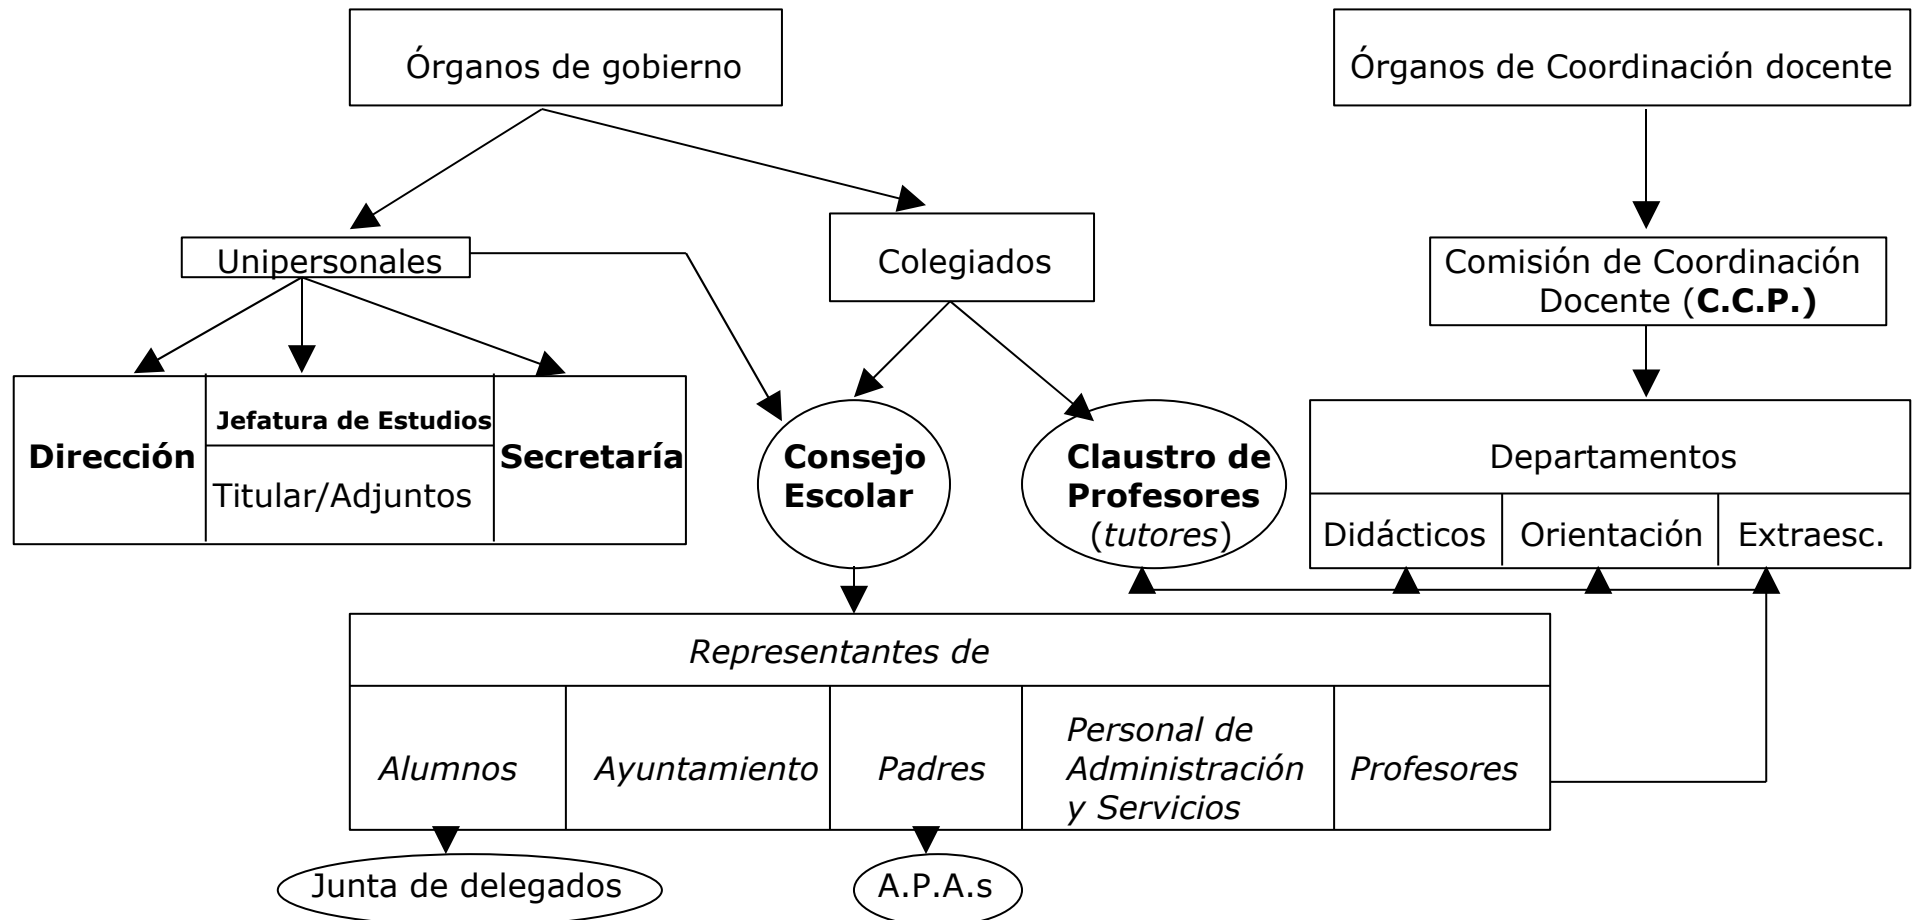 Órganos de gobierno
Órganos de Coordinación docente
Unipersonales
Colegiados
Comisión de Coordinación
Docente (C.C.P.)
Dirección
Jefatura de Estudios
Titular/Adjuntos
Secretaría
Consejo
Escolar
Claustro de
Profesores
(tutores)
Departamentos
Didácticos
Orientación
Extraesc.
Representantes de
Alumnos
Ayuntamiento
Padres
Personal de
Administración
y Servicios
Profesores
Junta de delegados
A.P.A.s